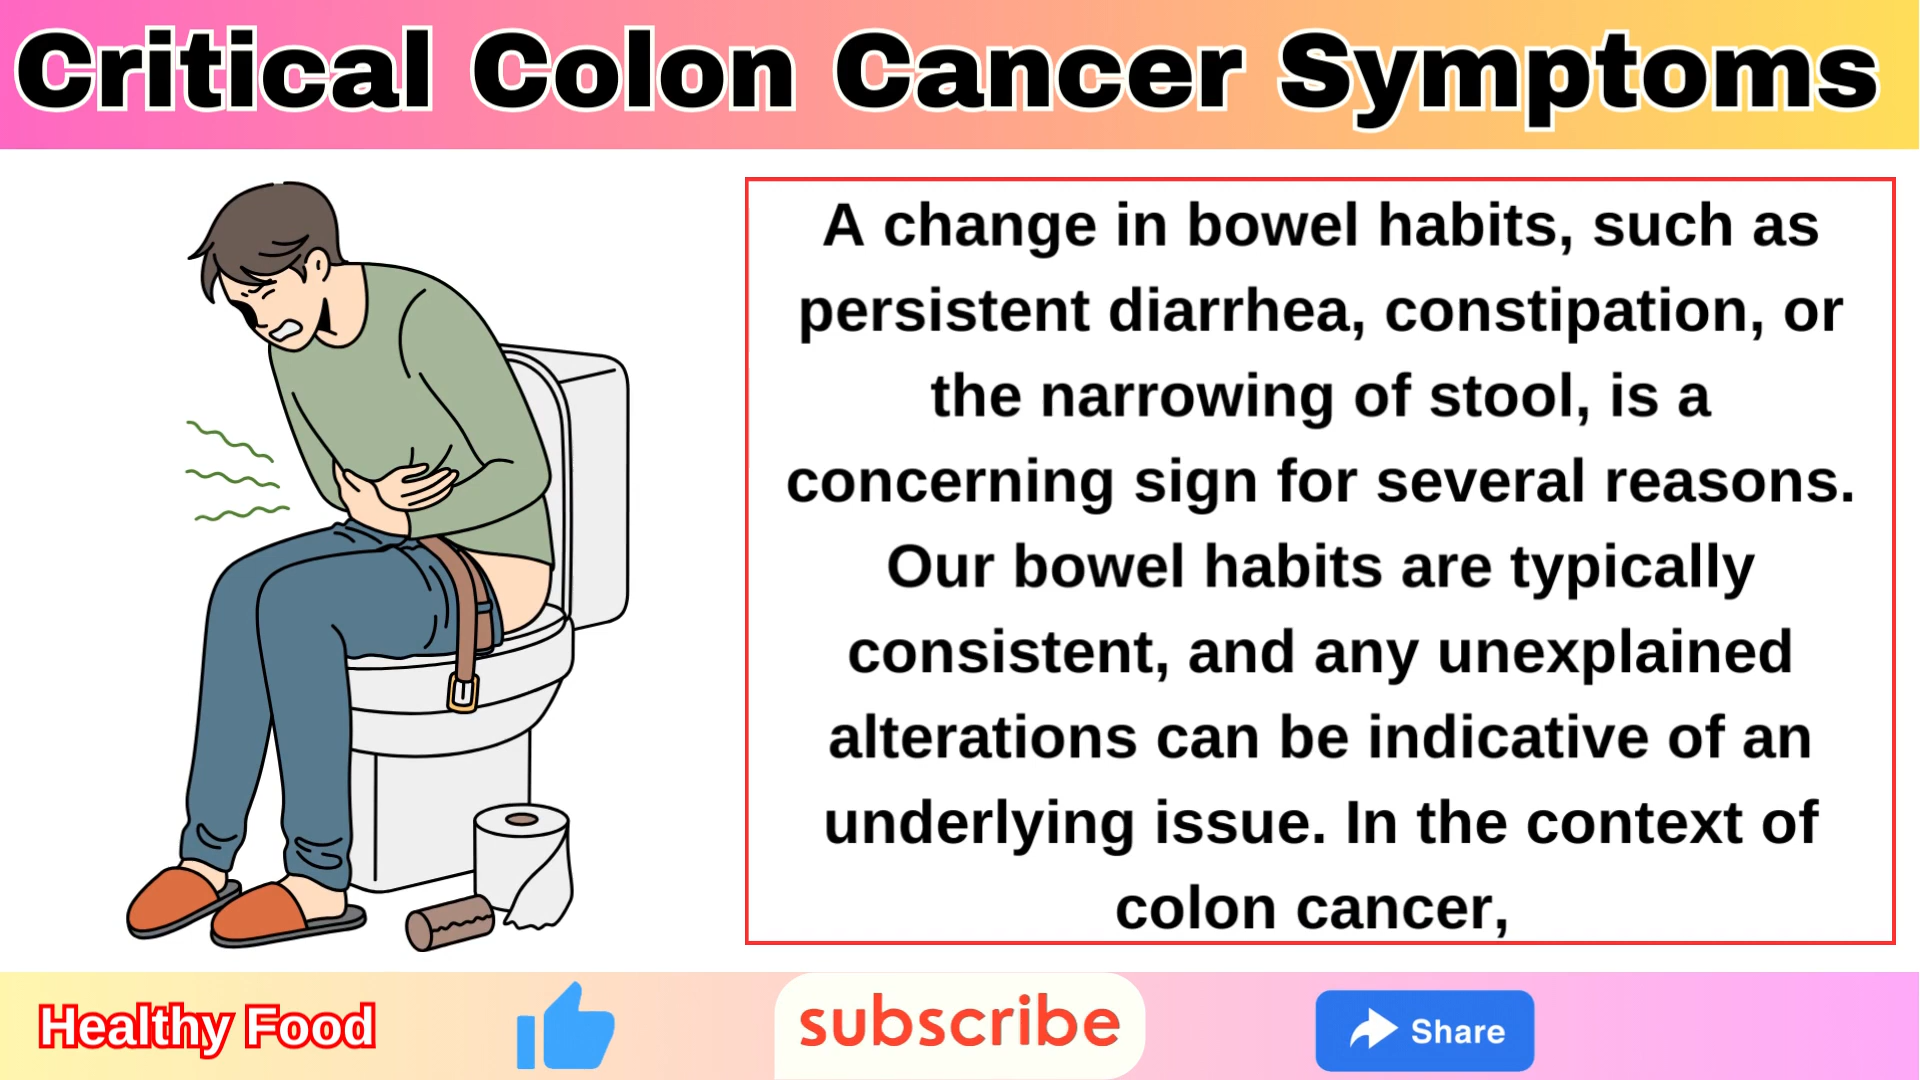 Critical Colon Cancer Symptoms
A change in bowel habits, such as
persistent diarrhea, constipation, or
the narrowing of stool, is a
concerning sign for several reasons.
Our bowel habits are typically
consistent, and any unexplained
alterations can be indicative of an
underlying issue. In the context of
colon cancer,
Healthy Food
subscribe
Share